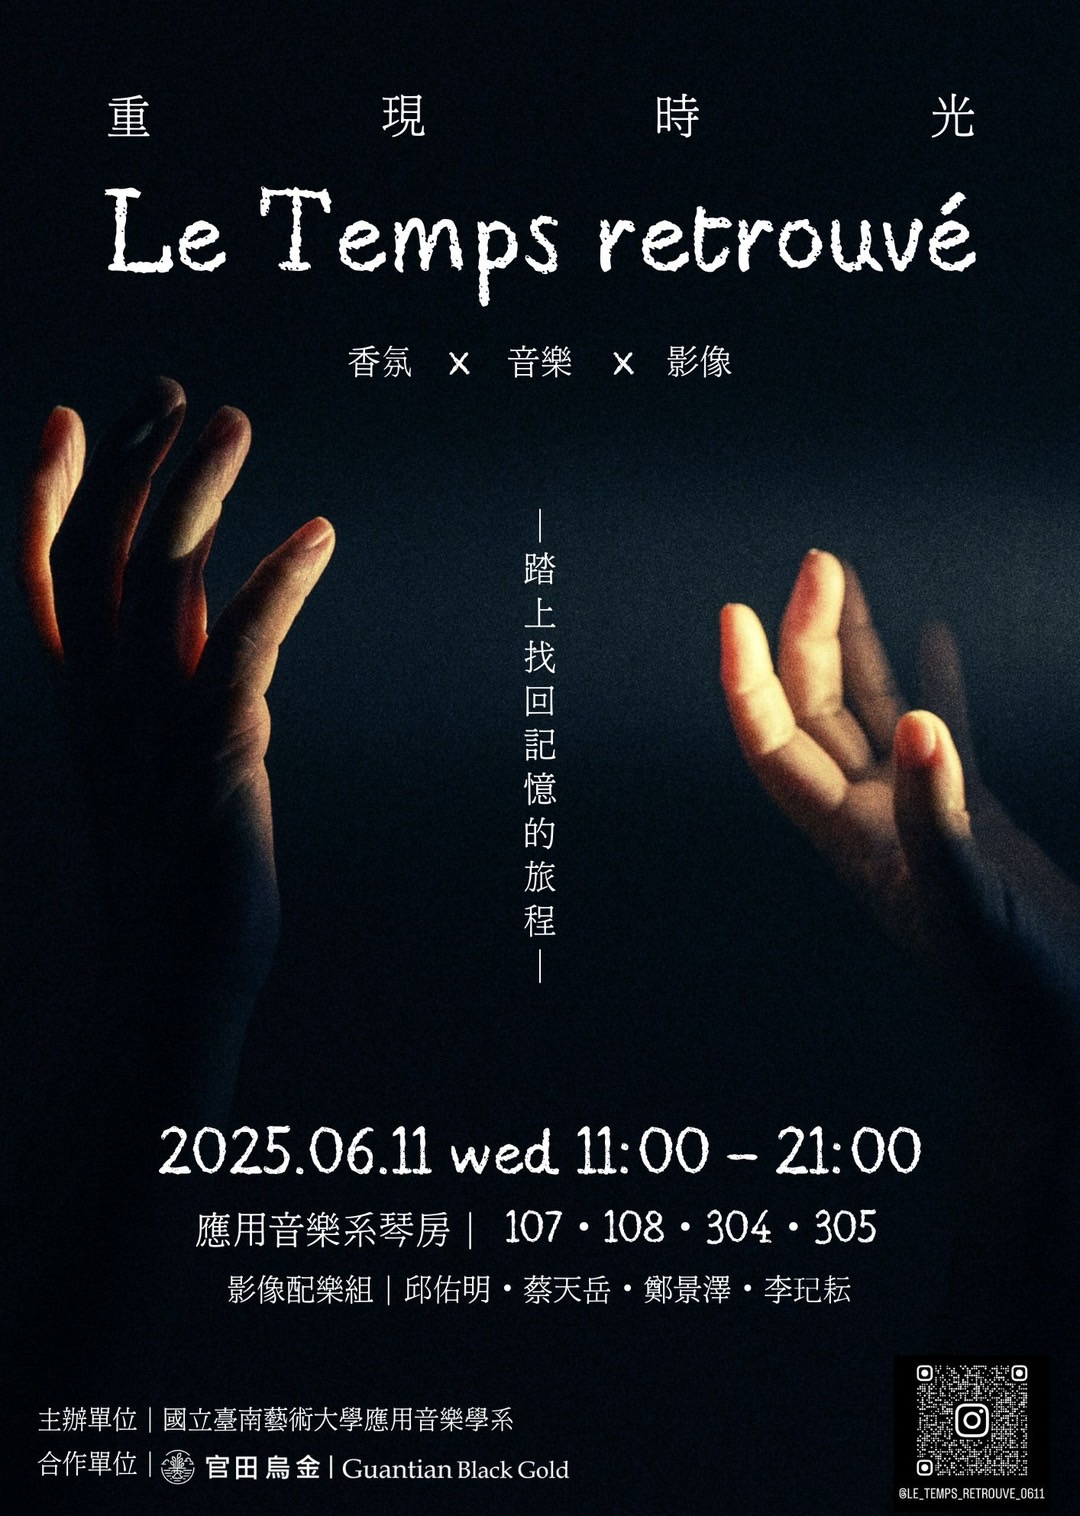 重現時光
Le Temps retrouvé
香氛 x 音樂 x 影像
—踏上找回記憶的旅程—
2025.06.11 wed 11:00 – 21:00
應用音樂系琴房｜ 107・108・304・305
影像配樂組｜邱佑明・蔡天岳・鄭景澤・李玘耘
主辦單位｜國立臺南藝術大學應用音樂學系
合作單位｜官田烏金｜Guantian Black Gold
@LE_TEMPS_RETROUVE_0611